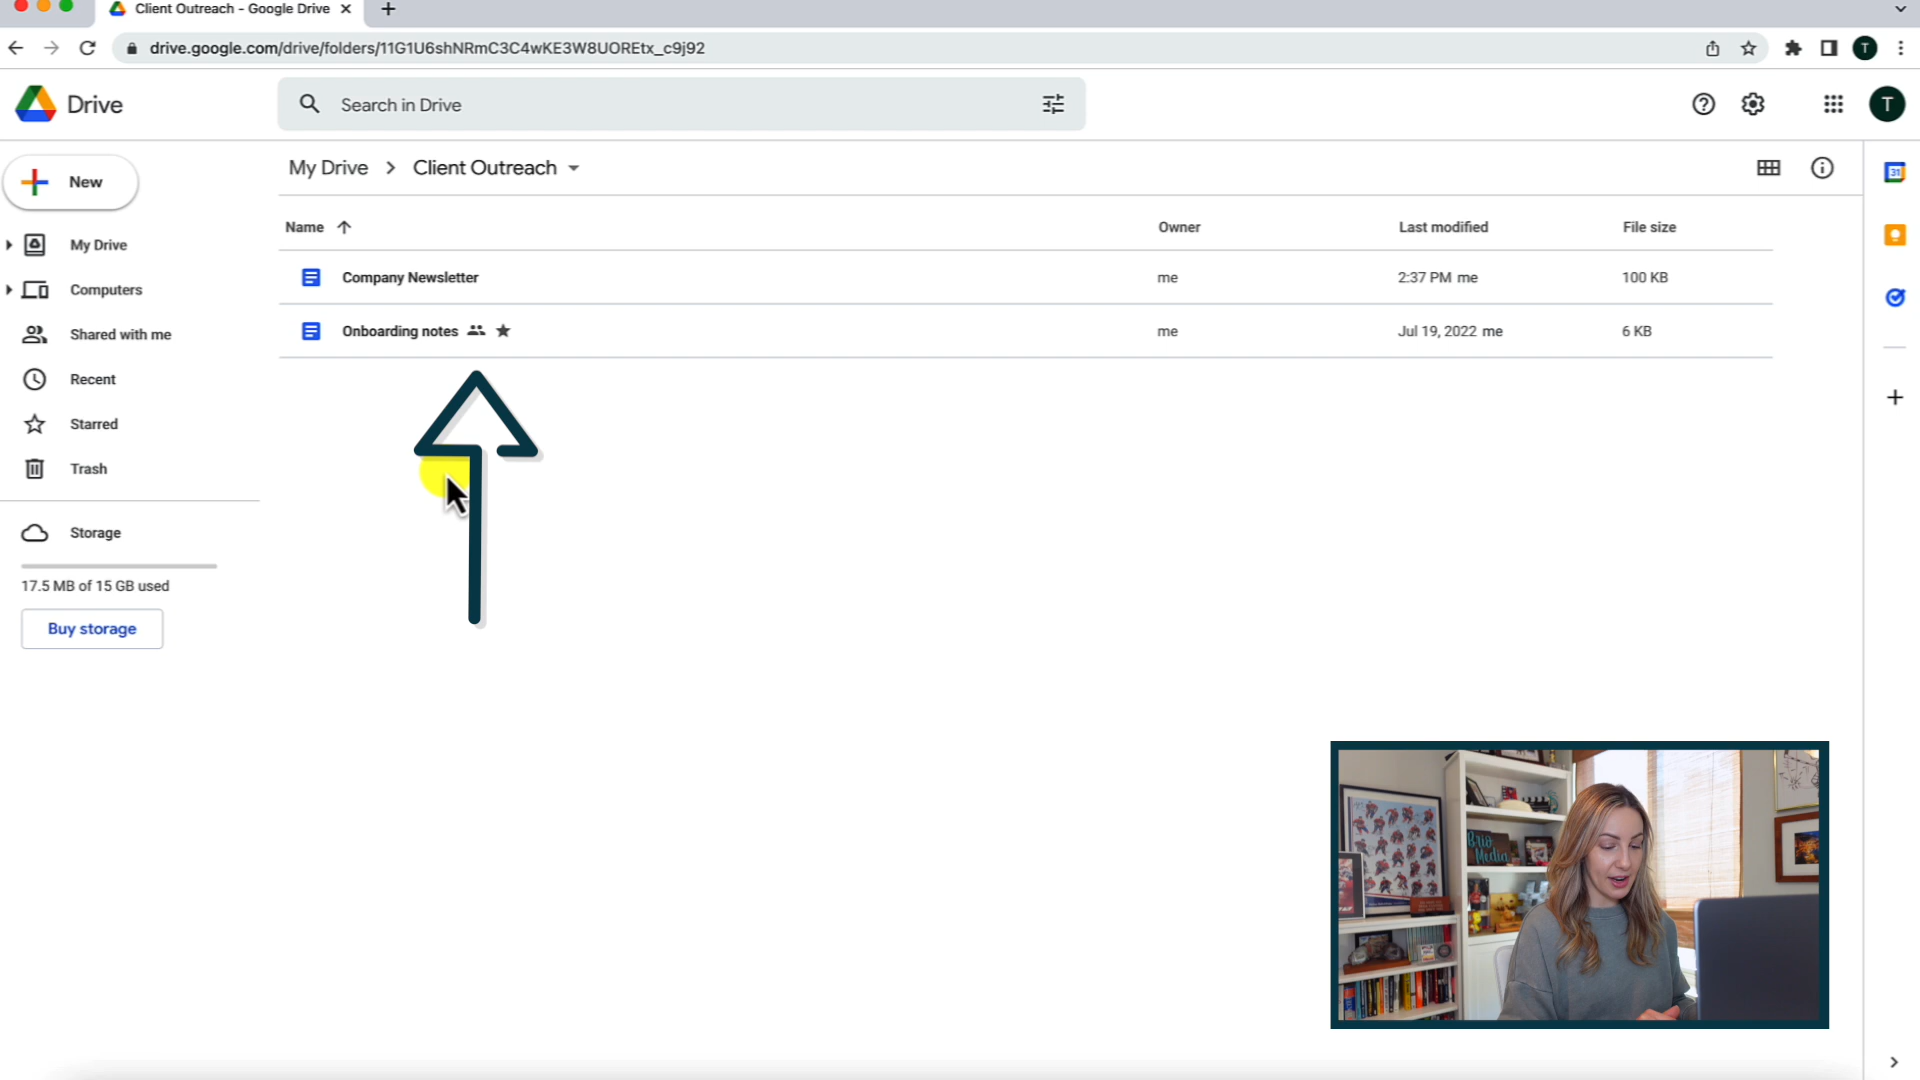 Client Outreach - Google Drive
drive.google.com/drive/folders/11G1U6shNRmC3C4wKE3W8UOREtx_c9j92
T
Drive
Search in Drive
T
New
My Drive
Computers
Shared with me
Recent
Starred
Trash
Storage
17.5 MB of 15 GB used
Buy storage
My Drive > Client Outreach
Name Owner Last modified File size
Company Newsletter me 2:37 PM me 100 KB
Onboarding notes me Jul 19, 2022 me 6 KB
31
Brio
Media